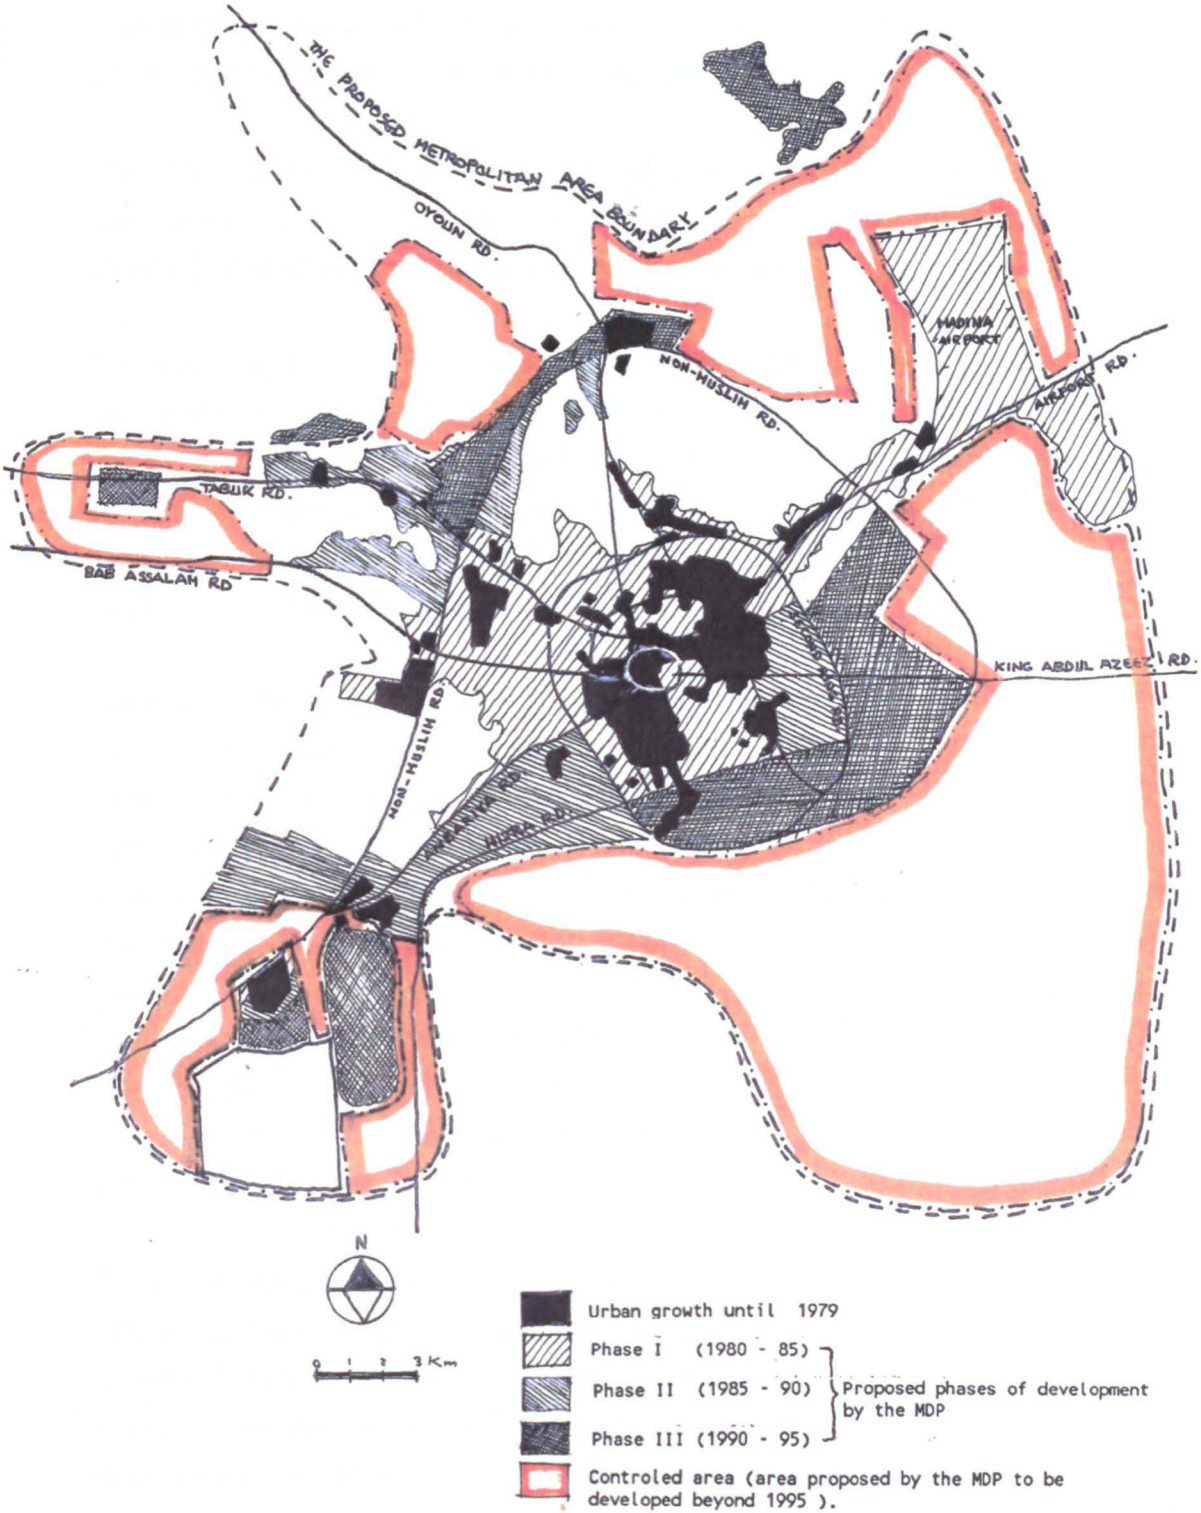 THE PROPOSED METROPOLITAN AREA BOUNDARY
OYOUN RD.
NON-MUSLIM RD.
MADINA
AIRPORT
AIRPORT RD.
TABUK RD.
BAB ASSALAM RD
KING ABDUL AZEEZ RD.
NON-MUSLIM RD
HIJRA RD.
N
0 1 2 3 Km
Urban growth until 1979
Phase I (1980 - 85)
Phase II (1985 - 90)
Phase III (1990 - 95)
Proposed phases of development
by the MDP
Controled area (area proposed by the MDP to be
developed beyond 1995 ).